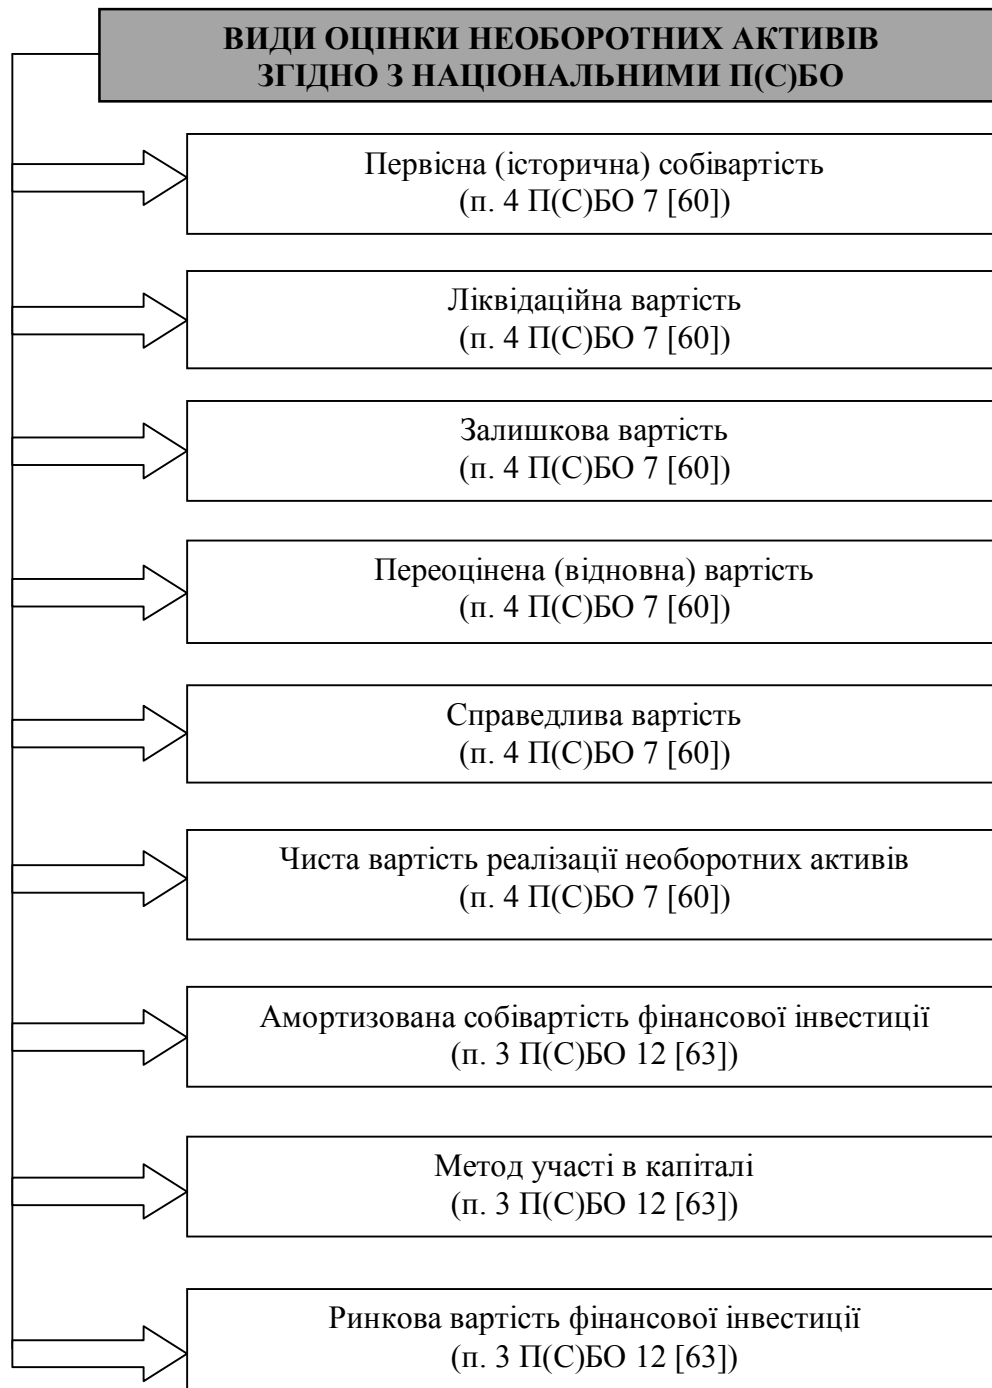 ВИДИ ОЦІНКИ НЕОБОРОТНИХ АКТИВІВ
ЗГІДНО З НАЦІОНАЛЬНИМИ П(С)БО
Первісна (історична) собівартість
(п. 4 П(С)БО 7 [60])
Ліквідаційна вартість
(п. 4 П(С)БО 7 [60])
Залишкова вартість
(п. 4 П(С)БО 7 [60])
Переоцінена (відновна) вартість
(п. 4 П(С)БО 7 [60])
Справедлива вартість
(п. 4 П(С)БО 7 [60])
Чиста вартість реалізації необоротних активів
(п. 4 П(С)БО 7 [60])
Амортизована собівартість фінансової інвестиції
(п. 3 П(С)БО 12 [63])
Метод участі в капіталі
(п. 3 П(С)БО 12 [63])
Ринкова вартість фінансової інвестиції
(п. 3 П(С)БО 12 [63])